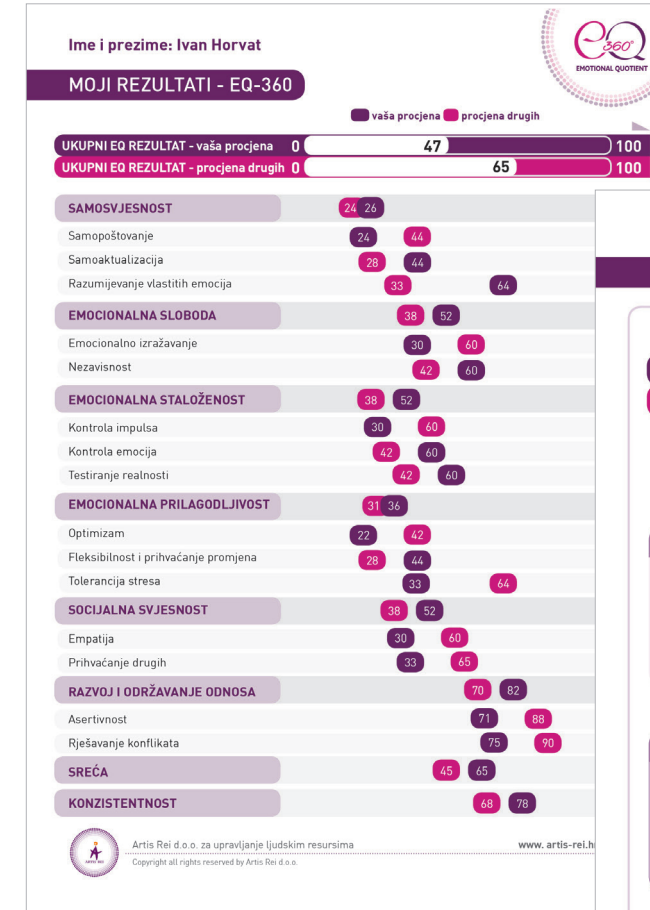 Ime i prezime: Ivan Horvat
eQ 360°
EMOTIONAL QUOTIENT
MOJI REZULTATI - EQ-360
vaša procjena procjena drugih
UKUPNI EQ REZULTAT - vaša procjena 0 47 100
UKUPNI EQ REZULTAT - procjena drugih 0 65 100
SAMOSVJESNOST 24 26
Samopoštovanje 24 44
Samoaktualizacija 28 44
Razumijevanje vlastitih emocija 33 64
EMOCIONALNA SLOBODA 38 52
Emocionalno izražavanje 30 60
Nezavisnost 42 60
EMOCIONALNA STALOŽENOST 38 52
Kontrola impulsa 30 60
Kontrola emocija 42 60
Testiranje realnosti 42 60
EMOCIONALNA PRILAGODLJIVOST 31 36
Optimizam 22 42
Fleksibilnost i prihvaćanje promjena 28 44
Tolerancija stresa 33 64
SOCIJALNA SVJESNOST 38 52
Empatija 30 60
Prihvaćanje drugih 33 65
RAZVOJ I ODRŽAVANJE ODNOSA 70 82
Asertivnost 71 88
Rješavanje konflikata 75 90
SREĆA 45 65
KONZISTENTNOST 68 78
ARTIS REI
Artis Rei d.o.o. za upravljanje ljudskim resursima www. artis-rei.h
Copyright all rights reserved by Artis Rei d.o.o.